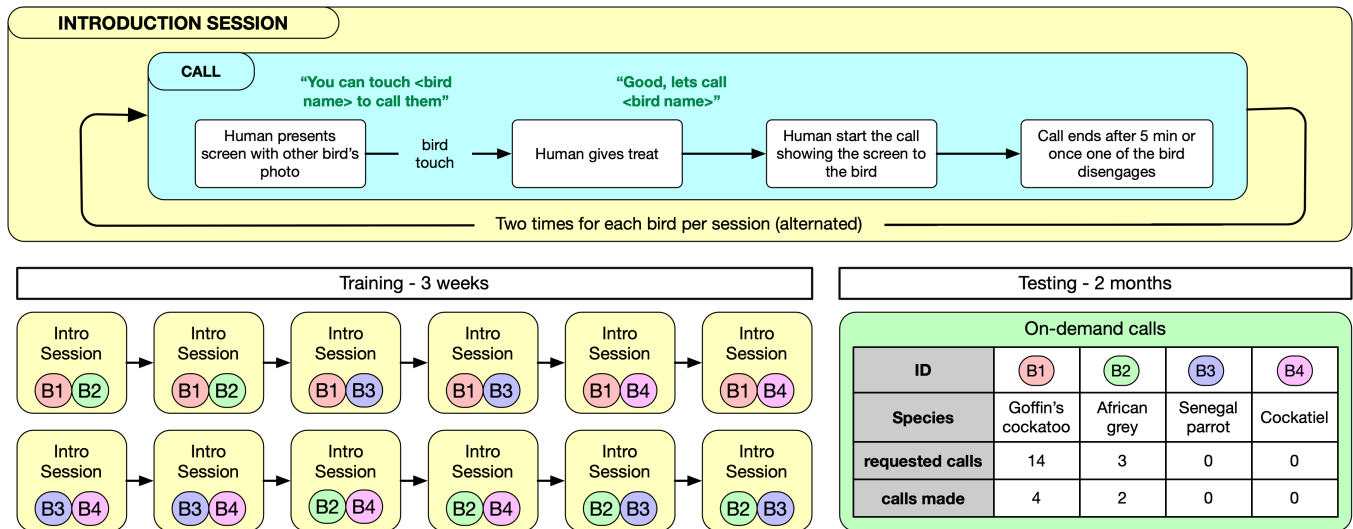 INTRODUCTION SESSION
CALL
“You can touch <bird
name> to call them”
“Good, lets call
<bird name>”
Human presents
screen with other bird’s
photo
bird
touch
Human gives treat
Human start the call
showing the screen to
the bird
Call ends after 5 min or
once one of the bird
disengages
Two times for each bird per session (alternated)
Training - 3 weeks
Intro
Session
B1 B2
Intro
Session
B1 B2
Intro
Session
B1 B3
Intro
Session
B1 B3
Intro
Session
B1 B4
Intro
Session
B1 B4
Intro
Session
B3 B4
Intro
Session
B3 B4
Intro
Session
B2 B4
Intro
Session
B2 B4
Intro
Session
B2 B3
Intro
Session
B2 B3
Testing - 2 months
On-demand calls
ID B1 B2 B3 B4
Species Goffin’s cockatoo African grey Senegal parrot Cockatiel
requested calls 14 3 0 0
calls made 4 2 0 0